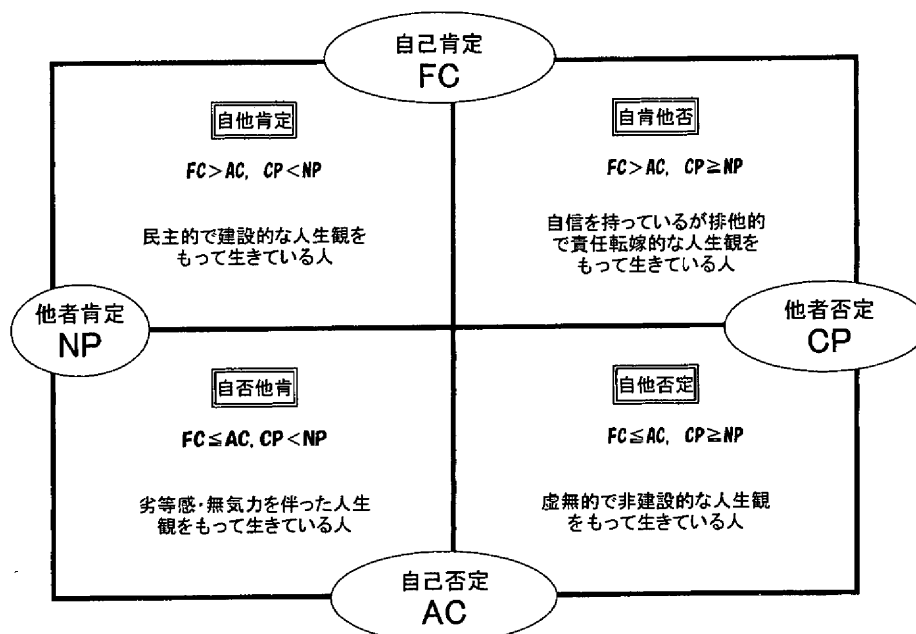 自己肯定
FC
自他肯定
FC>AC, CP<NP
民主的で建設的な人生観を
もって生きている人
自肯他否
FC>AC, CP≧NP
自信を持っているが排他的
で責任転嫁的な人生観を
もって生きている人
他者肯定
NP
他者否定
CP
自否他肯
FC≦AC, CP<NP
劣等感・無気力を伴った人生
観をもって生きている人
自他否定
FC≦AC, CP≧NP
虚無的で非建設的な人生観
をもって生きている人
自己否定
AC